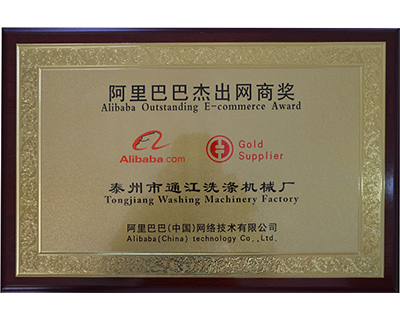 阿里巴巴杰出网商奖
Alibaba Outstanding E-commerce Award
Alibaba.com
Gold
Supplier
泰州市通江洗涤机械厂
Tongjiang Washing Machinery Factory
阿里巴巴(中国)网络技术有限公司
Alibaba(China) technology Co.,Ltd.